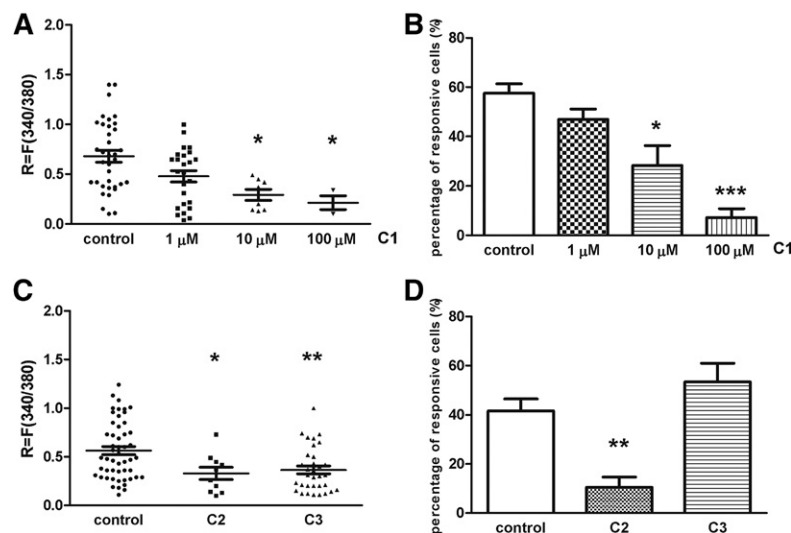 A
R=F(340/380)
2.0
1.5
1.0
0.5
0.0
*
*
control 1 µM 10 µM 100 µM C1
B
percentage of responsive cells (%)
80
60
40
20
0
*
***
control 1 µM 10 µM 100 µM C1
C
R=F(340/380)
2.0
1.5
1.0
0.5
0.0
*
**
control C2 C3
D
percentage of responsive cells (%)
80
60
40
20
0
**
control C2 C3